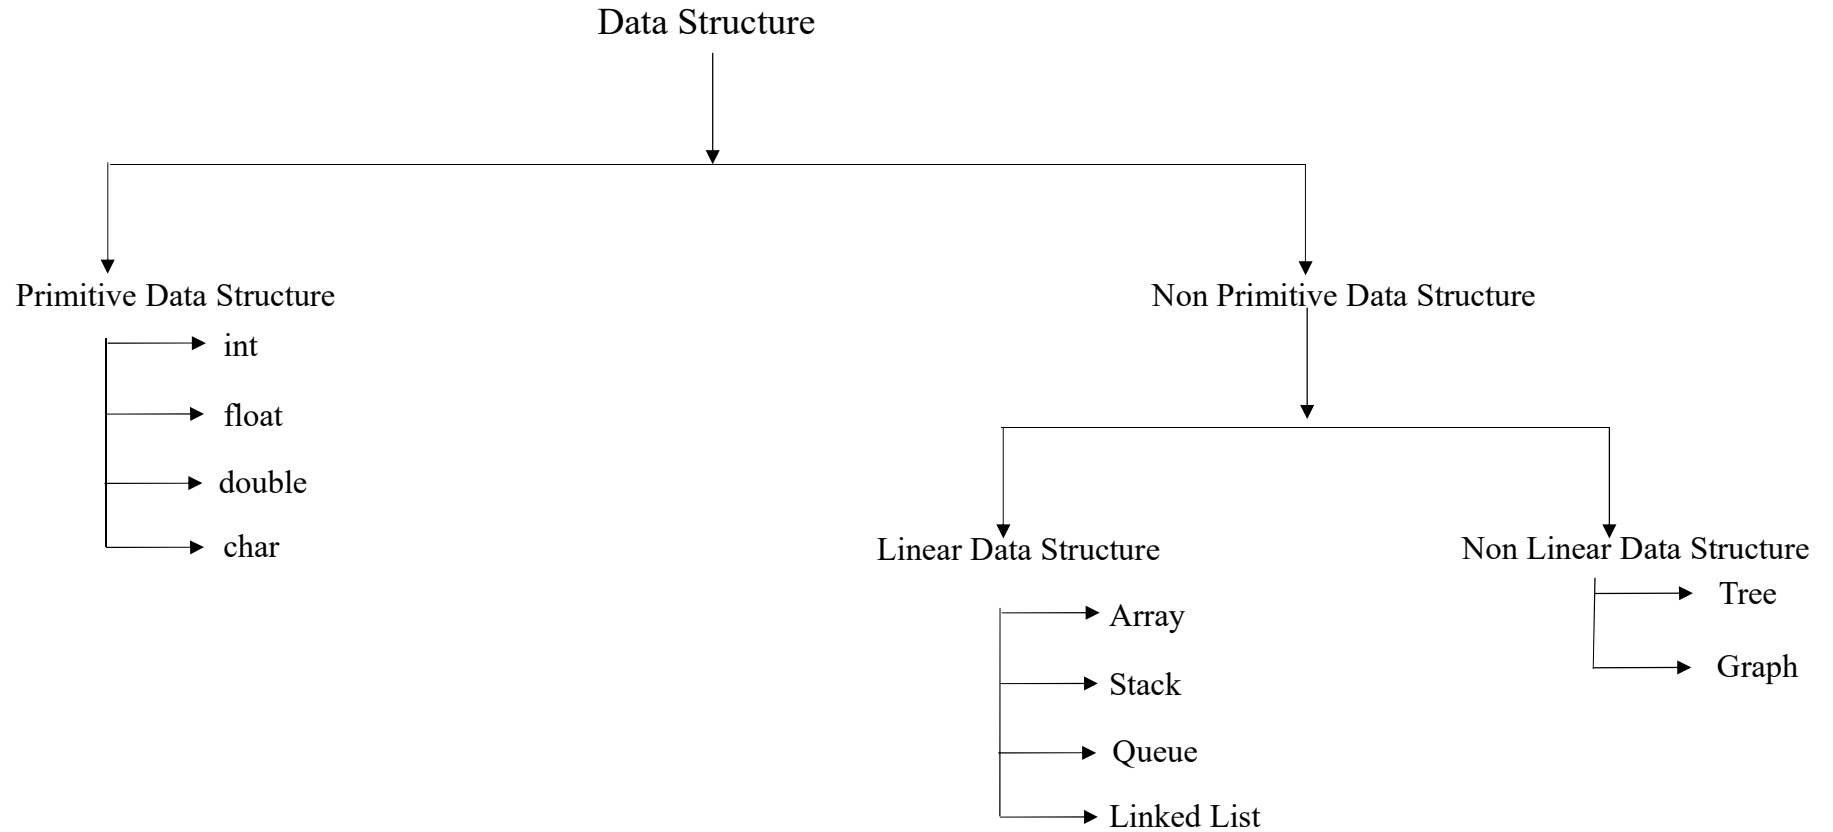 Data Structure
Primitive Data Structure
int
float
double
char
Non Primitive Data Structure
Linear Data Structure
Array
Stack
Queue
Linked List
Non Linear Data Structure
Tree
Graph